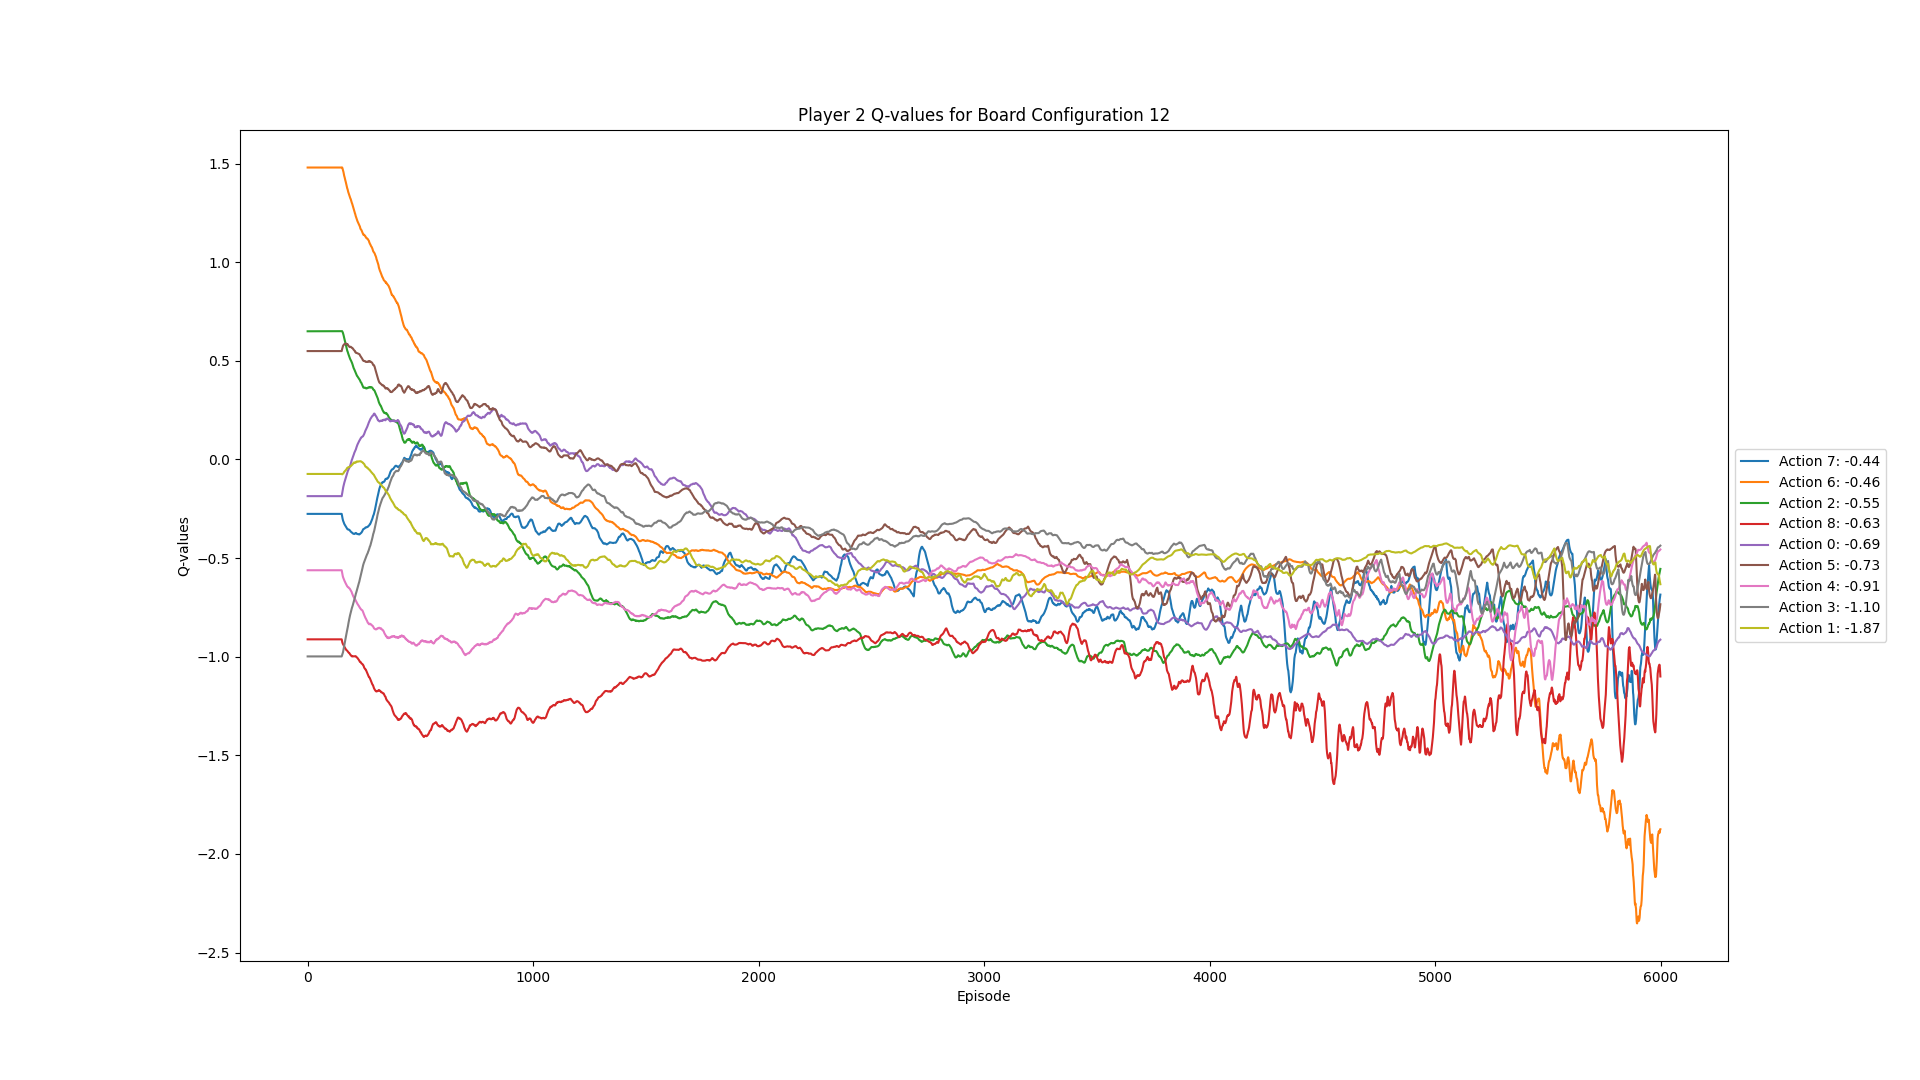 Player 2 Q-values for Board Configuration 12
1.5
1.0
0.5
0.0
−0.5
−1.0
−1.5
−2.0
−2.5
Q-values
0 1000 2000 3000 4000 5000 6000
Episode
Action 7: -0.44
Action 6: -0.46
Action 2: -0.55
Action 8: -0.63
Action 0: -0.69
Action 5: -0.73
Action 4: -0.91
Action 3: -1.10
Action 1: -1.87